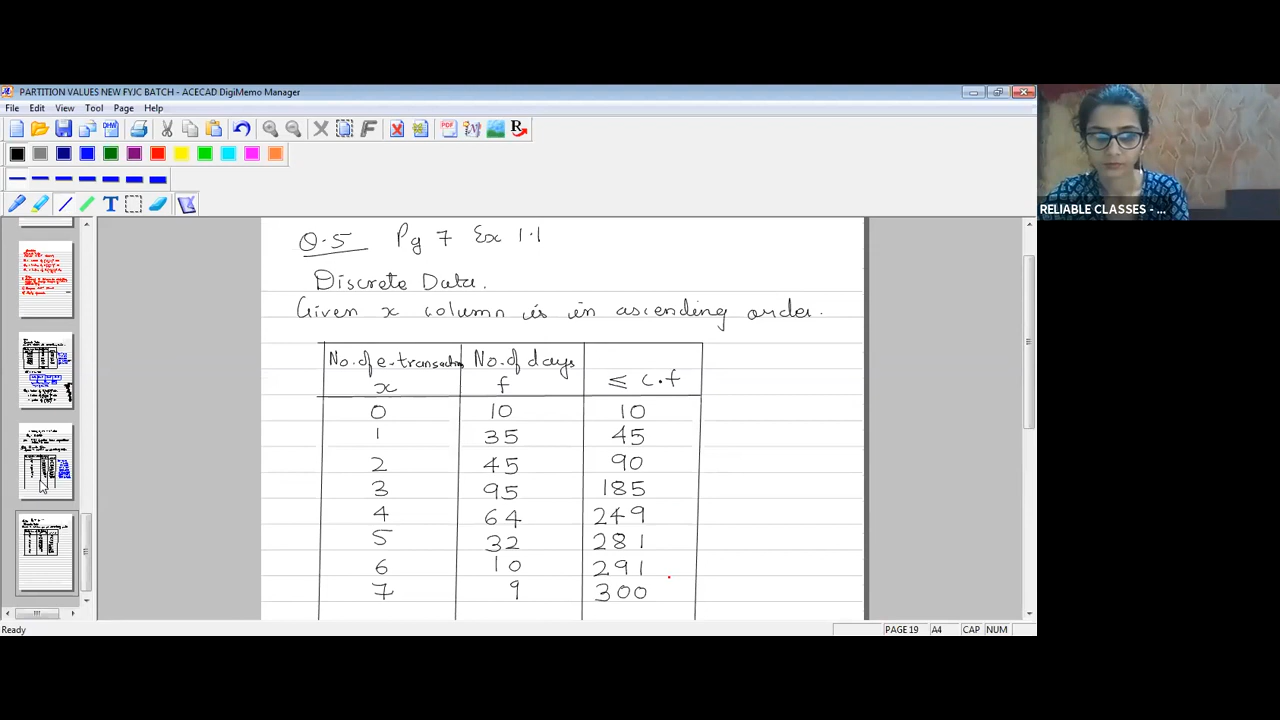 PARTITION VALUES NEW FYJC BATCH - ACECAD DigiMemo Manager
File Edit View Tool Page Help
RELIABLE CLASSES - ...
Q.5 Pg 7 Ex 1.1
Discrete Data.
Given x column is in ascending order.
No. of e-transaction No. of days
x f ≤ c.f
0 10 10
1 35 45
2 45 90
3 95 185
4 64 249
5 32 281
6 10 291
7 9 300
Ready PAGE 19 A4 CAP NUM